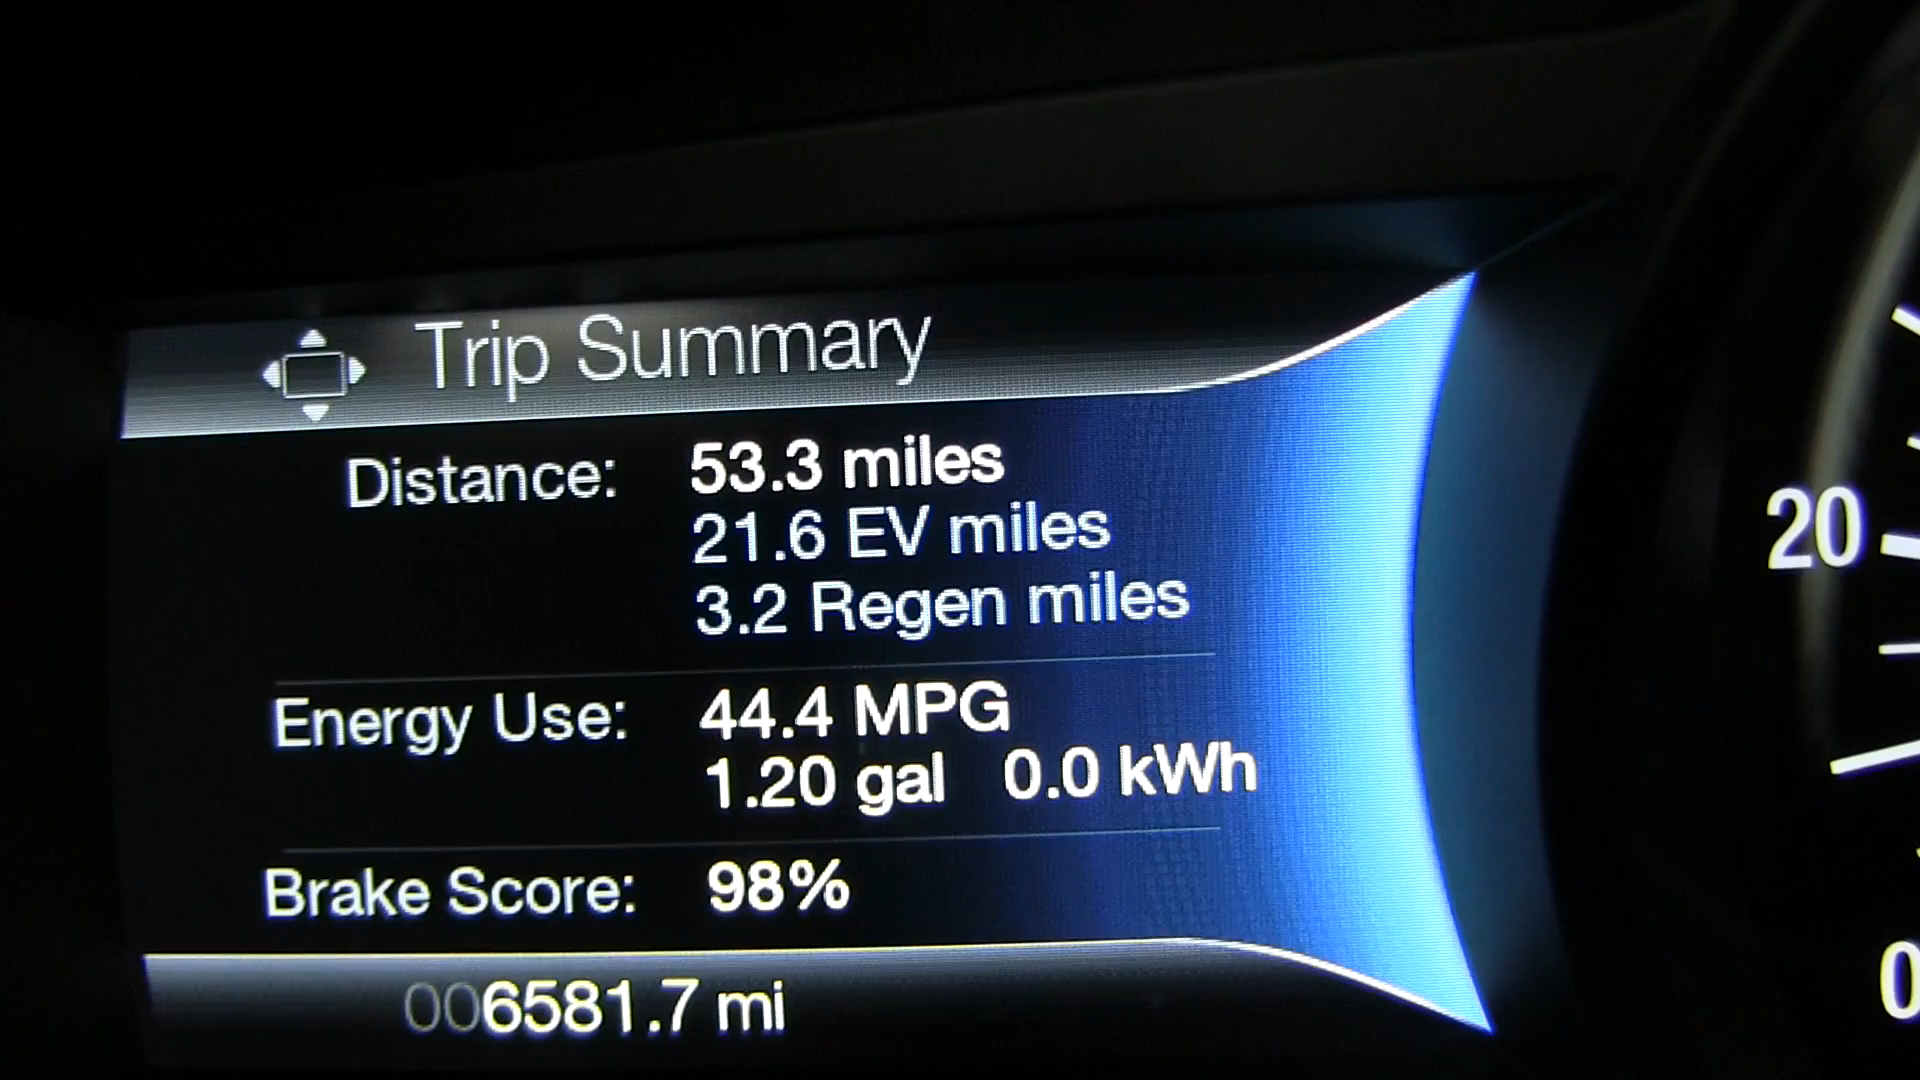 Trip Summary
Distance: 53.3 miles
21.6 EV miles
3.2 Regen miles
Energy Use: 44.4 MPG
1.20 gal 0.0 kWh
Brake Score: 98%
006581.7 mi
20
0